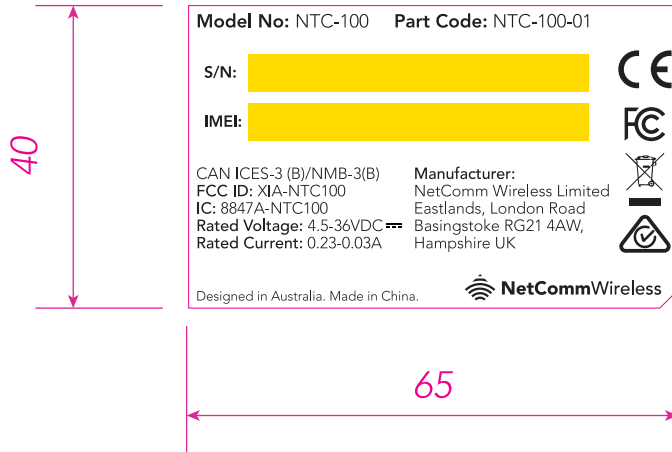 Model No: NTC-100 Part Code: NTC-100-01
S/N:
IMEI:
CE
FC
CAN ICES-3 (B)/NMB-3(B)
FCC ID: XIA-NTC100
IC: 8847A-NTC100
Rated Voltage: 4.5-36VDC
Rated Current: 0.23-0.03A
Manufacturer:
NetComm Wireless Limited
Eastlands, London Road
Basingstoke RG21 4AW,
Hampshire UK
Designed in Australia. Made in China.
NetCommWireless
40
65